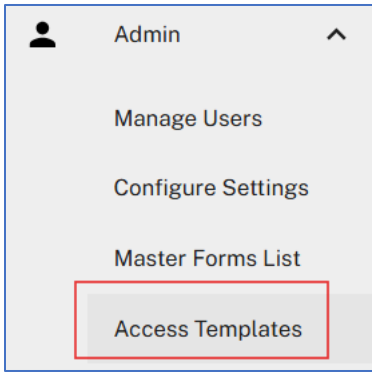 Admin
Manage Users
Configure Settings
Master Forms List
Access Templates